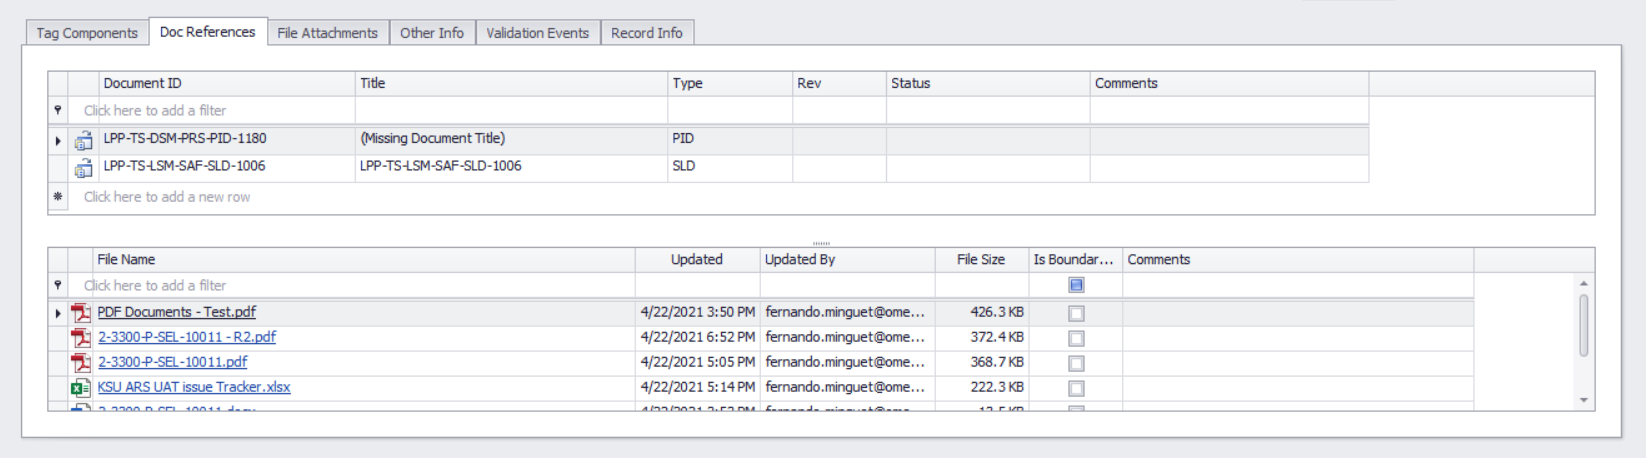 Tag Components Doc References File Attachments Other Info Validation Events Record Info
Document ID Title Type Rev Status Comments
Click here to add a filter
LPP-TS-DSM-PRS-PID-1180 (Missing Document Title) PID
LPP-TS-LSM-SAF-SLD-1006 LPP-TS-LSM-SAF-SLD-1006 SLD
Click here to add a new row
File Name Updated Updated By File Size Is Boundar... Comments
Click here to add a filter
PDF Documents - Test.pdf 4/22/2021 3:50 PM fernando.minguet@ome... 426.3 KB
2-3300-P-SEL-10011 - R2.pdf 4/22/2021 6:52 PM fernando.minguet@ome... 372.4 KB
2-3300-P-SEL-10011.pdf 4/22/2021 5:05 PM fernando.minguet@ome... 368.7 KB
KSU ARS UAT issue Tracker.xlsx 4/22/2021 5:14 PM fernando.minguet@ome... 222.3 KB